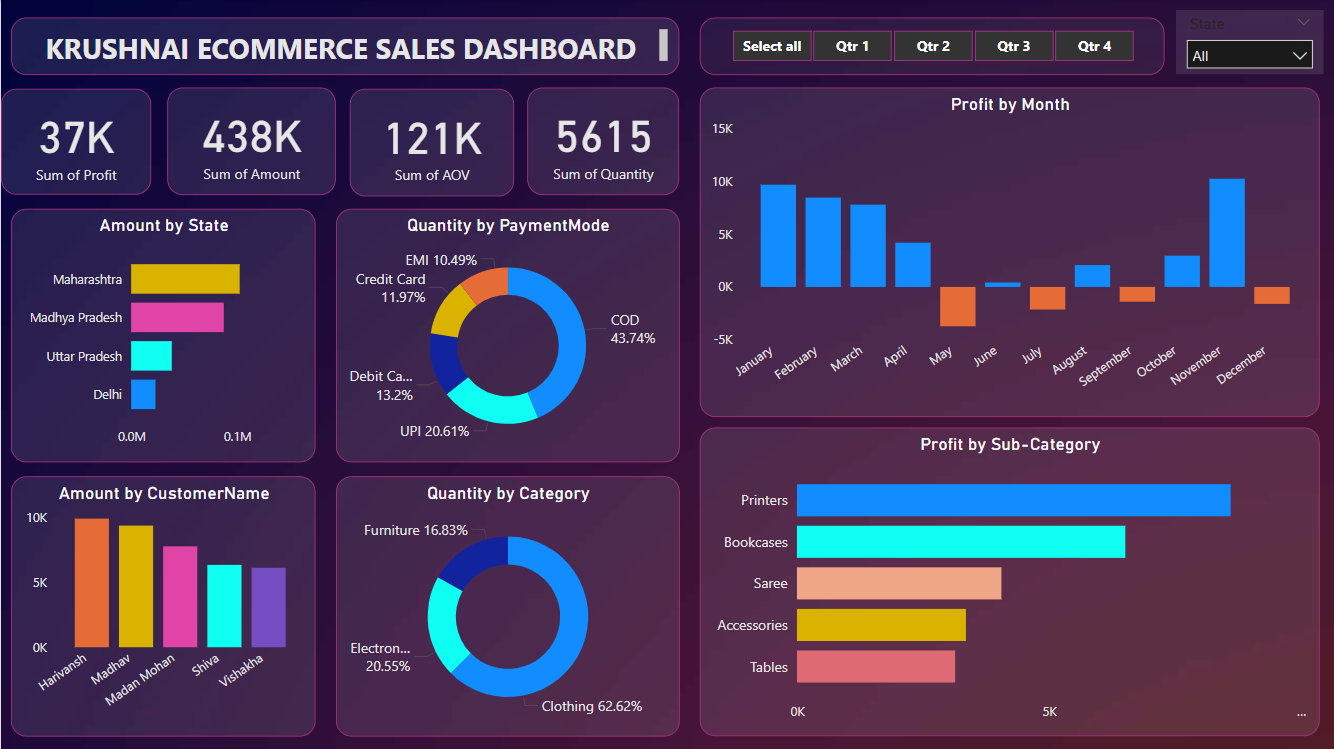 KRUSHNAI ECOMMERCE SALES DASHBOARD
Select all
Qtr 1
Qtr 2
Qtr 3
Qtr 4
State
All
37K
Sum of Profit
438K
Sum of Amount
121K
Sum of AOV
5615
Sum of Quantity
Profit by Month
15K
10K
5K
0K
-5K
January
February
March
April
May
June
July
August
September
October
November
December
Amount by State
Maharashtra
Madhya Pradesh
Uttar Pradesh
Delhi
0.0M
0.1M
Quantity by PaymentMode
EMI 10.49%
Credit Card
11.97%
COD
43.74%
Debit Ca...
13.2%
UPI 20.61%
Profit by Sub-Category
Printers
Bookcases
Saree
Accessories
Tables
0K
5K
...
Amount by CustomerName
10K
5K
0K
Harivansh
Madhav
Madan Mohan
Shiva
Vishakha
Quantity by Category
Furniture 16.83%
Electron...
20.55%
Clothing 62.62%